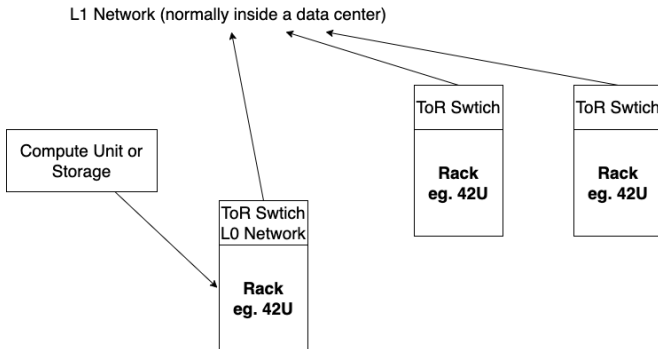 L1 Network (normally inside a data center)
ToR Swtich
ToR Swtich
Compute Unit or
Storage
Rack
eg. 42U
Rack
eg. 42U
ToR Swtich
L0 Network
Rack
eg. 42U